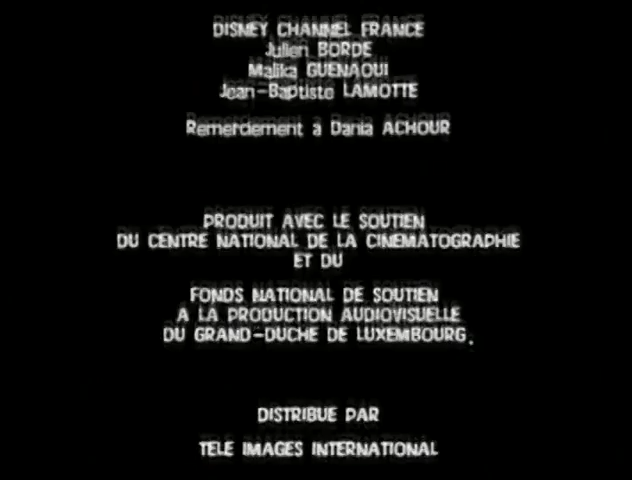 DISNEY CHANNEL FRANCE
Julien BORDE
Malika GUENAOUI
Jean-Baptiste LAMOTTE
Remerciement a Dania ACHOUR
PRODUIT AVEC LE SOUTIEN
DU CENTRE NATIONAL DE LA CINEMATOGRAPHIE
ET DU
FONDS NATIONAL DE SOUTIEN
A LA PRODUCTION AUDIOVISUELLE
DU GRAND-DUCHE DE LUXEMBOURG.
DISTRIBUE PAR
TELE IMAGES INTERNATIONAL